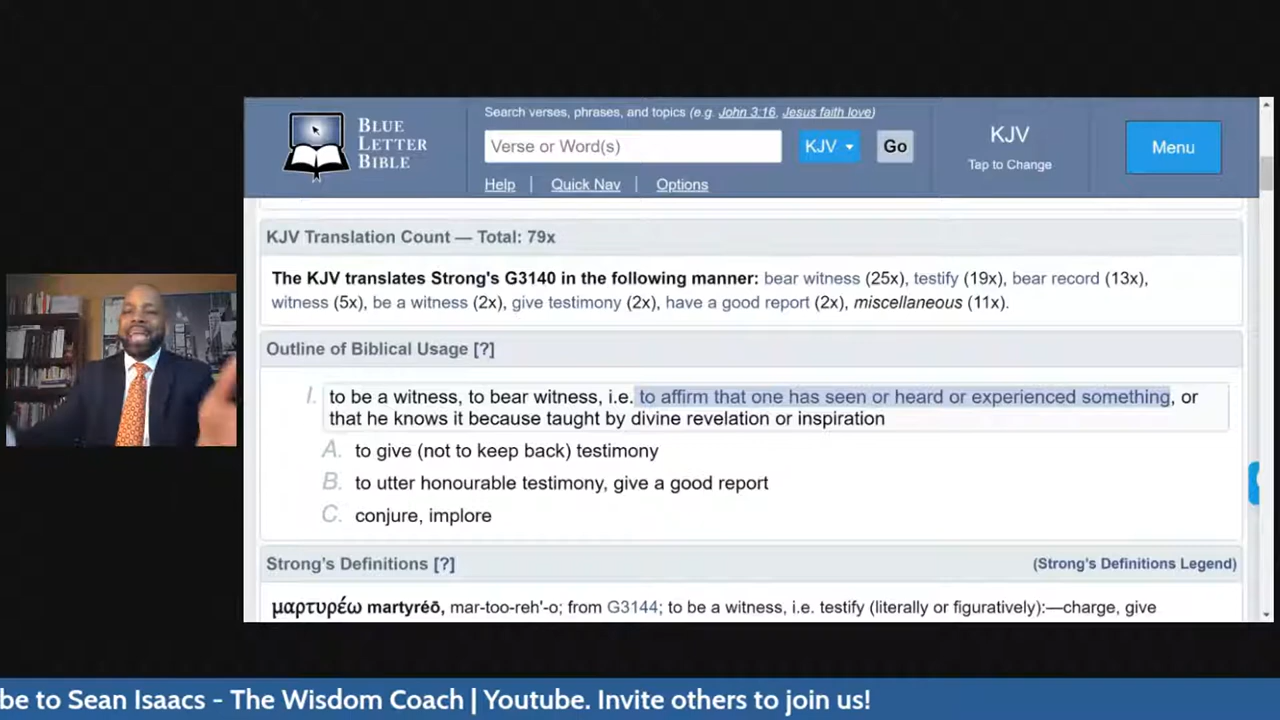 BLUE
LETTER
BIBLE
Search verses, phrases, and topics (e.g. John 3:16, Jesus faith love)
Verse or Word(s)
KJV
Go
Help | Quick Nav | Options
KJV
Tap to Change
Menu
KJV Translation Count — Total: 79x
The KJV translates Strong's G3140 in the following manner: bear witness (25x), testify (19x), bear record (13x),
witness (5x), be a witness (2x), give testimony (2x), have a good report (2x), miscellaneous (11x).
Outline of Biblical Usage [?]
I. to be a witness, to bear witness, i.e. to affirm that one has seen or heard or experienced something, or
that he knows it because taught by divine revelation or inspiration
A. to give (not to keep back) testimony
B. to utter honourable testimony, give a good report
C. conjure, implore
Strong's Definitions [?] (Strong's Definitions Legend)
μαρτυρέω martyréō, mar-too-reh'-o; from G3144; to be a witness, i.e. testify (literally or figuratively):—charge, give
be to Sean Isaacs - The Wisdom Coach | Youtube. Invite others to join us!